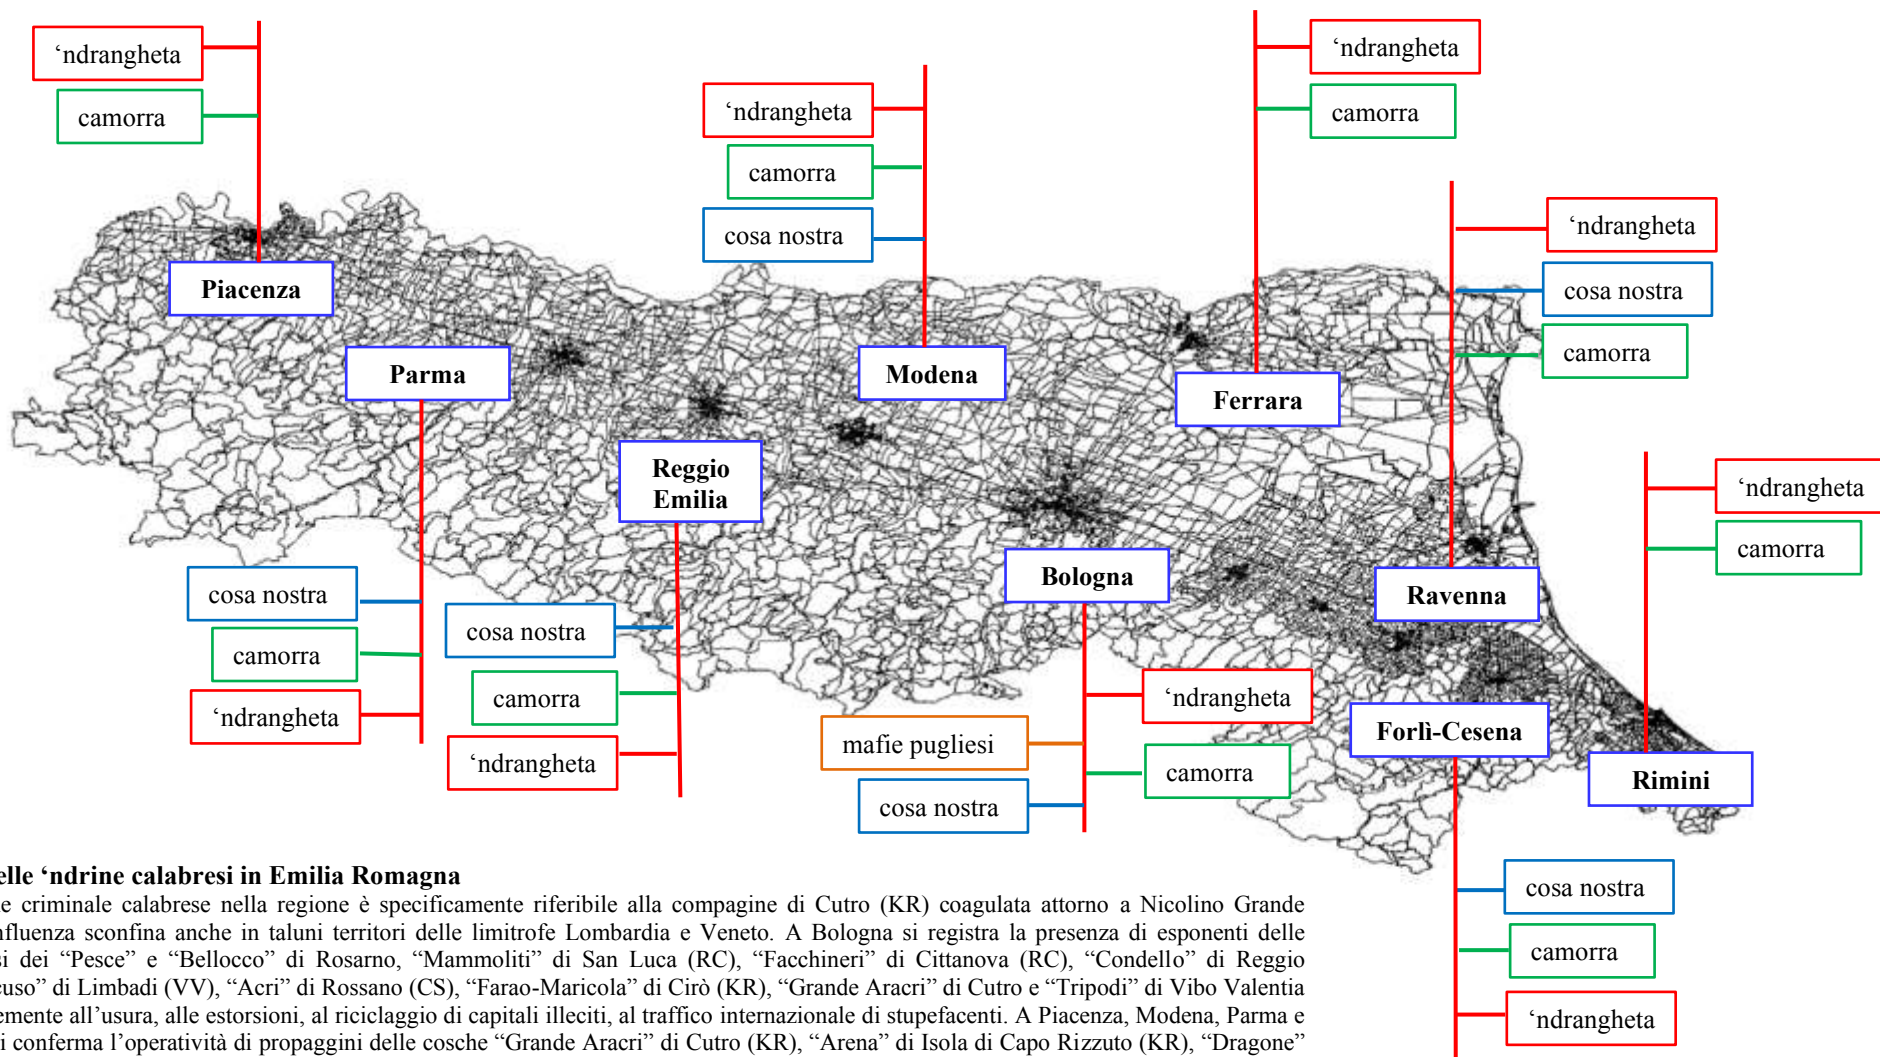 ‘ndrangheta
camorra
Piacenza
‘ndrangheta
camorra
cosa nostra
Modena
‘ndrangheta
camorra
Ferrara
‘ndrangheta
cosa nostra
camorra
Ravenna
‘ndrangheta
camorra
Rimini
Parma
cosa nostra
camorra
‘ndrangheta
Reggio
Emilia
cosa nostra
camorra
‘ndrangheta
Bologna
‘ndrangheta
mafie pugliesi
camorra
cosa nostra
Forlì-Cesena
cosa nostra
camorra
‘ndrangheta
elle ‘ndrine calabresi in Emilia Romagna
e criminale calabrese nella regione è specificamente riferibile alla compagine di Cutro (KR) coagulata attorno a Nicolino Grande
nfluenza sconfina anche in taluni territori delle limitrofe Lombardia e Veneto. A Bologna si registra la presenza di esponenti delle
si dei “Pesce” e “Bellocco” di Rosarno, “Mammoliti” di San Luca (RC), “Facchineri” di Cittanova (RC), “Condello” di Reggio
cuso” di Limbadi (VV), “Acri” di Rossano (CS), “Farao-Maricola” di Cirò (KR), “Grande Aracri” di Cutro e “Tripodi” di Vibo Valentia
emente all’usura, alle estorsioni, al riciclaggio di capitali illeciti, al traffico internazionale di stupefacenti. A Piacenza, Modena, Parma e
i conferma l’operatività di propaggini delle cosche “Grande Aracri” di Cutro (KR), “Arena” di Isola di Capo Rizzuto (KR), “Dragone”